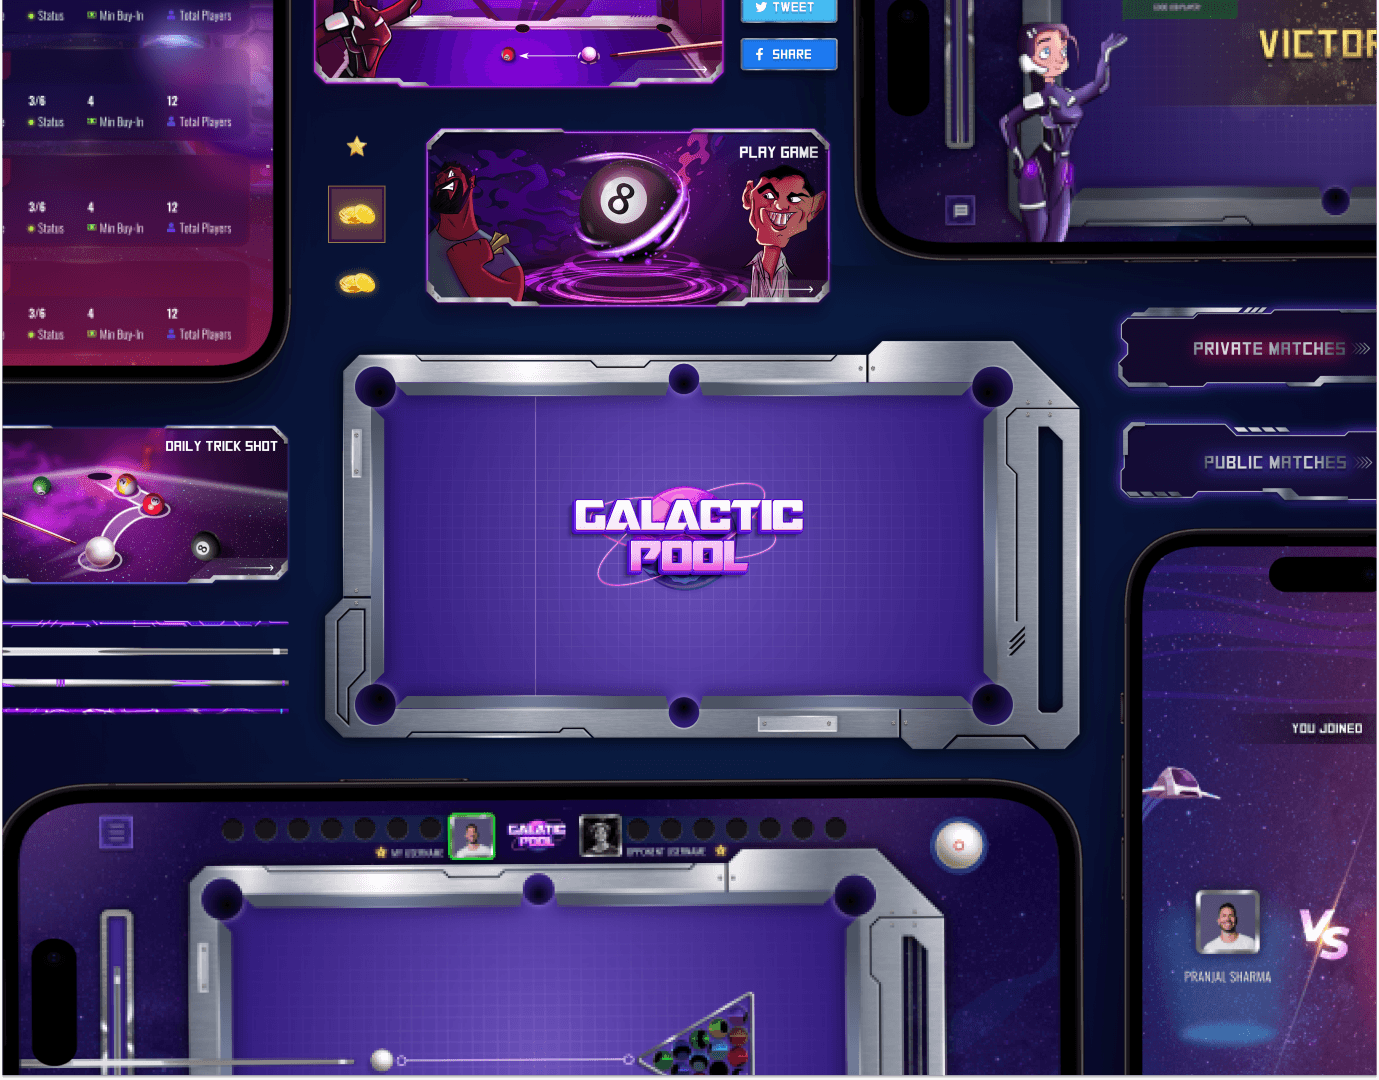 Status
Min Buy-In
Total Players
3/6
4
12
Status
Min Buy-In
Total Players
3/6
4
12
Status
Min Buy-In
Total Players
3/6
4
12
Status
Min Buy-In
Total Players
TWEET
SHARE
VICTOR
8
PLAY GAME
PRIVATE MATCHES
PUBLIC MATCHES
DAILY TRICK SHOT
8
GALACTIC
POOL
YOU JOINED
VS
PRANJAL SHARMA
GALATIC
POOL
MY USERNAME
OPPONENT USERNAME